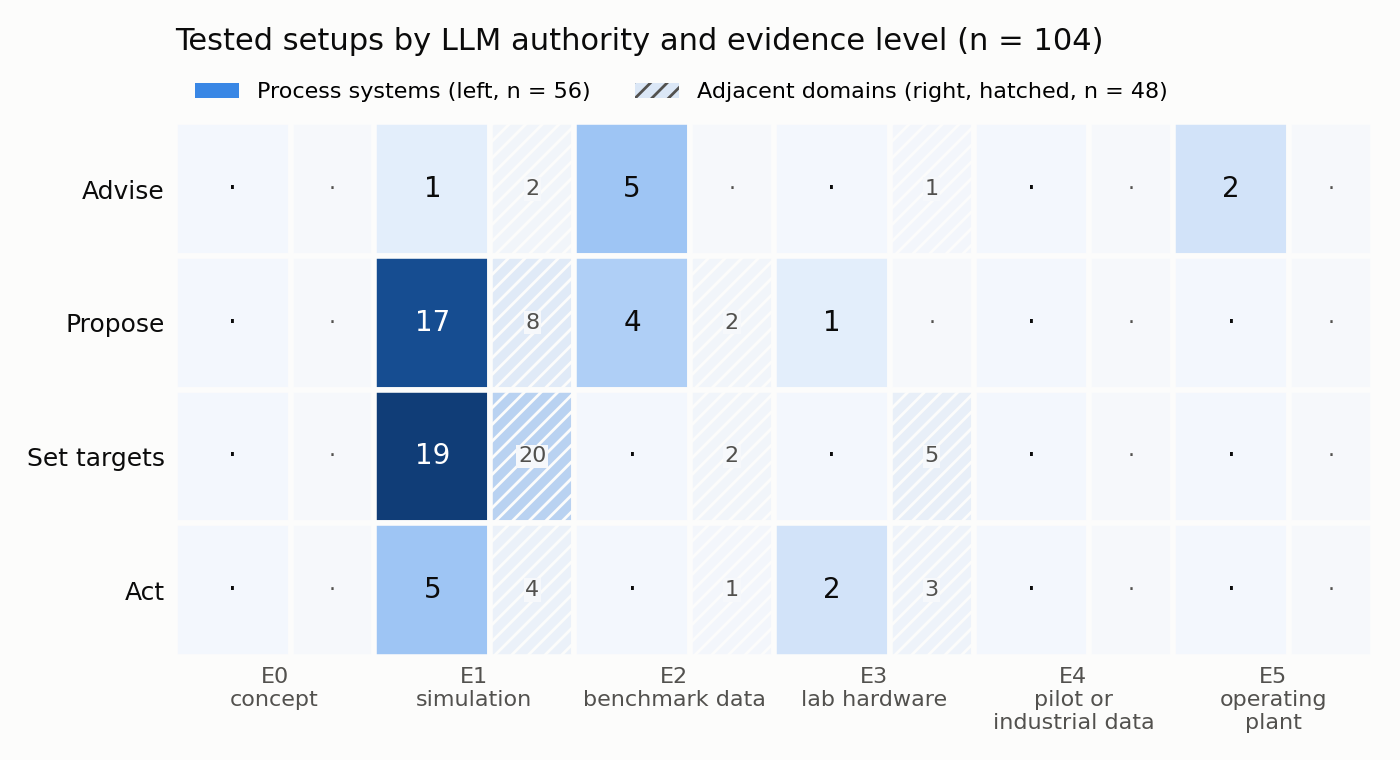 Tested setups by LLM authority and evidence level (n = 104)
Process systems (left, n = 56) Adjacent domains (right, hatched, n = 48)
Advise · · 1 2 5 · · 1 · · 2 ·
Propose · · 17 8 4 2 1 · · · · ·
Set targets · · 19 20 · 2 · 5 · · · ·
Act · · 5 4 · 1 2 3 · · · ·
E0 E1 E2 E3 E4 E5
concept simulation benchmark data lab hardware pilot or operating
industrial data plant